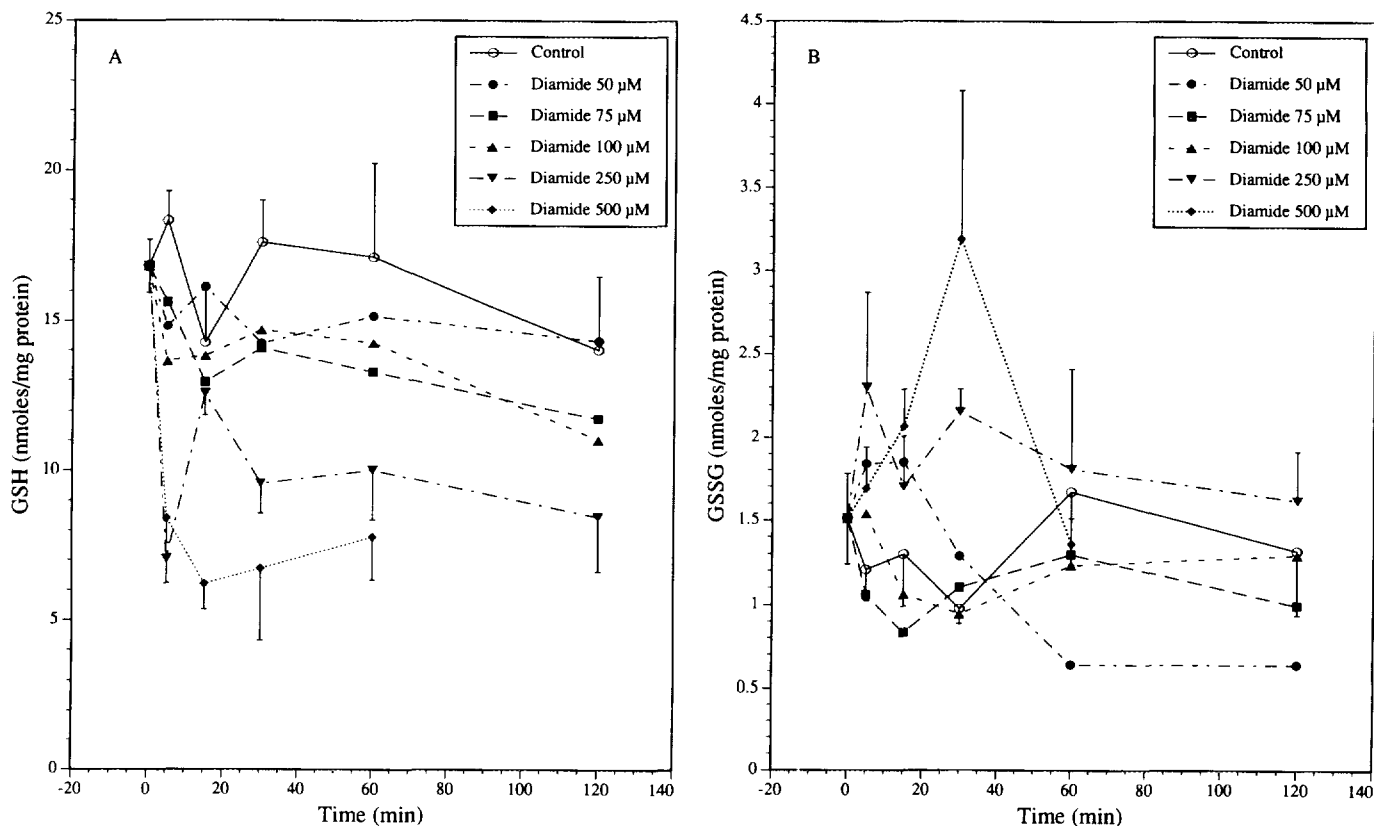 A
Control
Diamide 50 µM
Diamide 75 µM
Diamide 100 µM
Diamide 250 µM
Diamide 500 µM
25
20
15
10
5
0
GSH (nmoles/mg protein)
-20 0 20 40 60 80 100 120 140
Time (min)
B
Control
Diamide 50 µM
Diamide 75 µM
Diamide 100 µM
Diamide 250 µM
Diamide 500 µM
4.5
4
3.5
3
2.5
2
1.5
1
0.5
0
GSSG (nmoles/mg protein)
-20 0 20 40 60 80 100 120 140
Time (min)